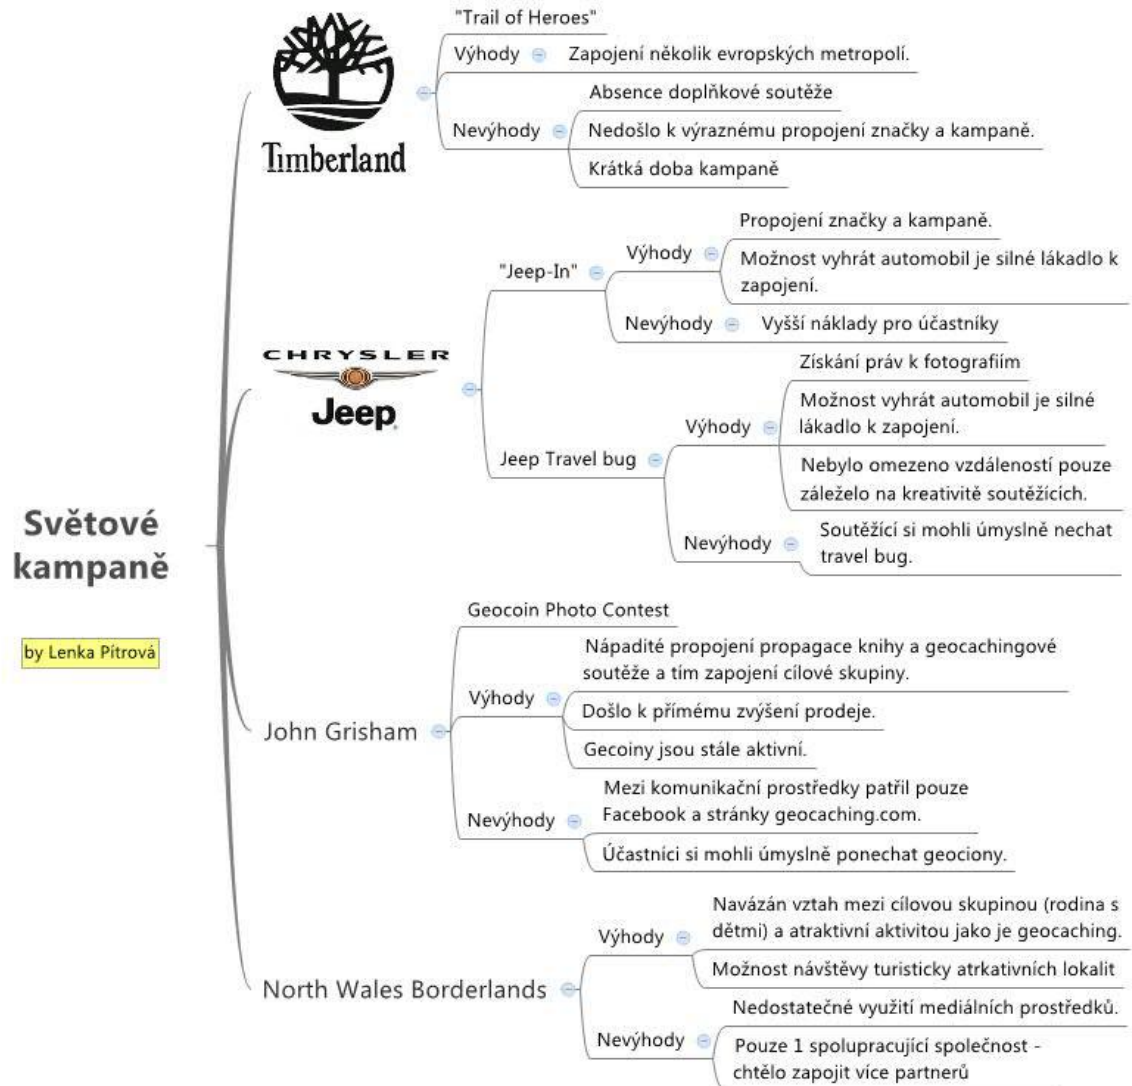 "Trail of Heroes"
Výhody
Zapojení několik evropských metropolí.
Nevýhody
Absence doplňkové soutěže
Nedošlo k výraznému propojení značky a kampaně.
Krátká doba kampaně
Timberland
"Jeep-In"
Výhody
Propojení značky a kampaně.
Možnost vyhrát automobil je silné lákadlo k
zapojení.
Nevýhody
Vyšší náklady pro účastníky
CHRYSLER
Jeep
Jeep Travel bug
Výhody
Získání práv k fotografiím
Možnost vyhrát automobil je silné
lákadlo k zapojení.
Nebylo omezeno vzdáleností pouze
záleželo na kreativitě soutěžících.
Nevýhody
Soutěžící si mohli úmyslně nechat
travel bug.
Světové
kampaně
by Lenka Pítrová
John Grisham
Geocoin Photo Contest
Výhody
Nápadité propojení propagace knihy a geocachingové
soutěže a tím zapojení cílové skupiny.
Došlo k přímému zvýšení prodeje.
Gecoiny jsou stále aktivní.
Nevýhody
Mezi komunikační prostředky patřil pouze
Facebook a stránky geocaching.com.
Účastníci si mohli úmyslně ponechat geociony.
North Wales Borderlands
Výhody
Navázán vztah mezi cílovou skupinou (rodina s
dětmi) a atraktivní aktivitou jako je geocaching.
Možnost návštěvy turisticky atrkativních lokalit
Nevýhody
Nedostatečné využití mediálních prostředků.
Pouze 1 spolupracující společnost -
chtělo zapojit více partnerů